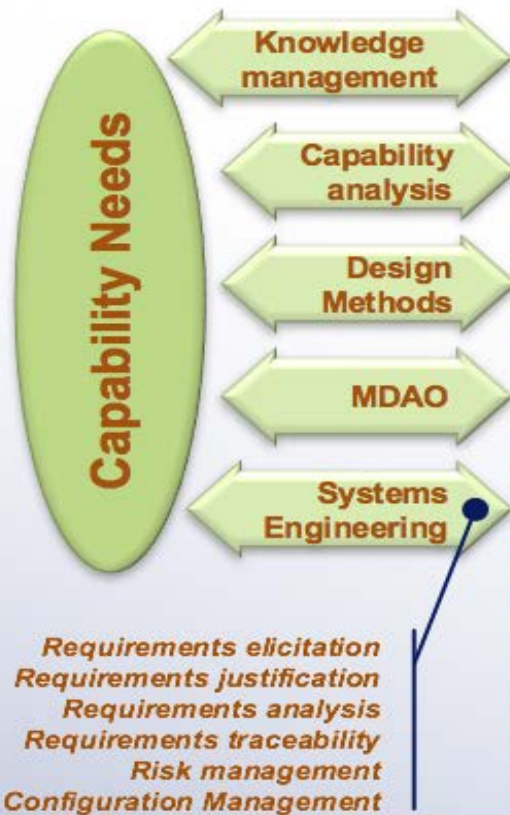 Capability Needs
Knowledge
management
Capability
analysis
Design
Methods
MDAO
Systems
Engineering
Requirements elicitation
Requirements justification
Requirements analysis
Requirements traceability
Risk management
Configuration Management